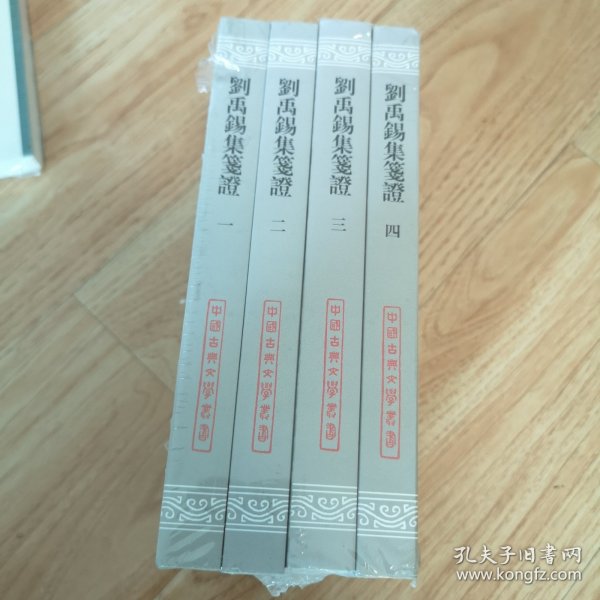 劉禹錫集箋證 一
中國古典文學叢書
劉禹錫集箋證 二
中國古典文學叢書
劉禹錫集箋證 三
中國古典文學叢書
劉禹錫集箋證 四
中國古典文學叢書
孔夫子旧书网
www.kongfz.com